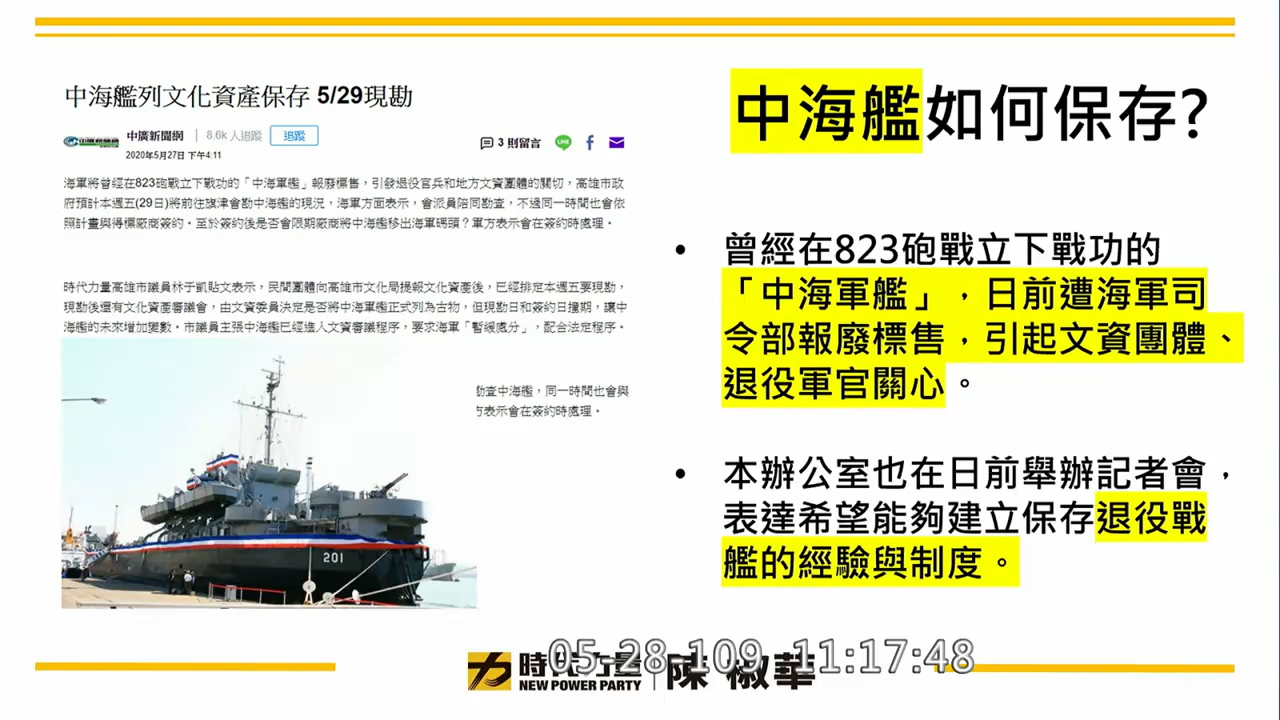 中海艦列文化資產保存 5/29現勘
中廣新聞網 | 8.6k 人追蹤 追蹤
2020年5月27日 下午4:11
3 則留言
海軍將曾經在823砲戰立下戰功的「中海軍艦」報廢標售，引發退役官兵和地方文資團體的關切，高雄市政
府預計本週五(29日)將前往旗津會勘中海艦的現況，海軍方面表示，會派員陪同勘查，不過同一時間也會依
照計畫與得標廠商簽約。至於簽約後是否會限期廠商將中海艦移出海軍碼頭？軍方表示會在簽約時處理。
時代力量高雄市議員林于凱貼文表示，民間團體向高雄市文化局提報文化資產後，已經排定本週五要現勘，
現勘後還有文化資產審議會，由文資委員決定是否將中海軍艦正式列為古物，但現勘日和簽約日撞期，讓中
海艦的未來增加變數。市議員主張中海艦已經進入文資審議程序，要求海軍「暫緩處分」，配合法定程序。
勘查中海艦，同一時間也會與
方表示會在簽約時處理。
201
中海艦如何保存?
• 曾經在823砲戰立下戰功的
「中海軍艦」，日前遭海軍司
令部報廢標售，引起文資團體、
退役軍官關心。
• 本辦公室也在日前舉辦記者會，
表達希望能夠建立保存退役戰
艦的經驗與制度。
時代力量 | 陳椒華
NEW POWER PARTY
05-28-109 11:17:48